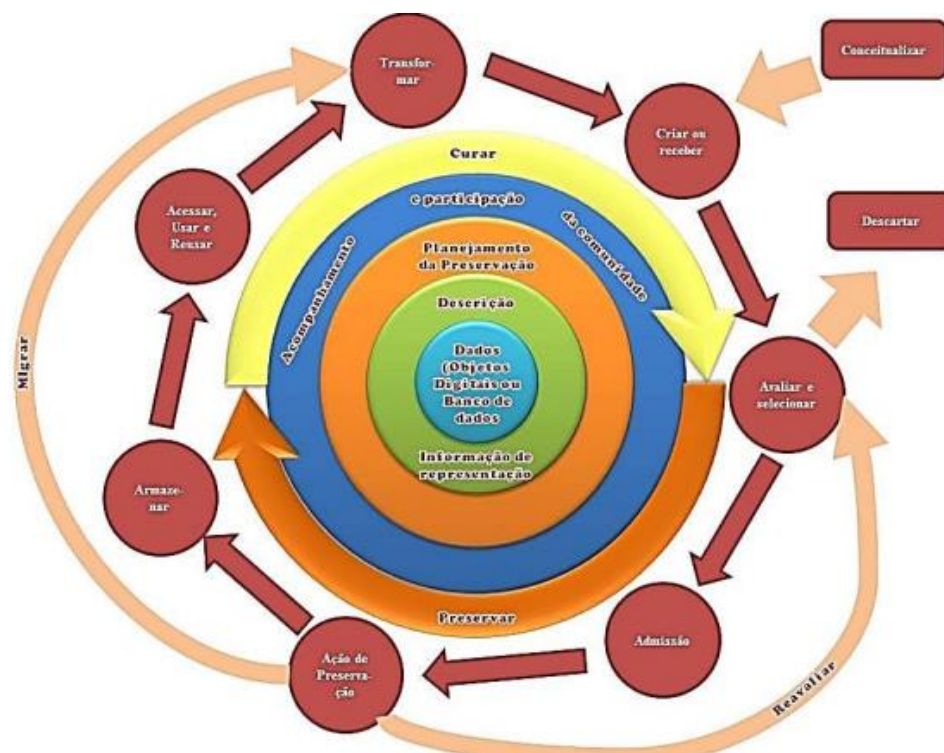 Transfor-
mar
Conceitualizar
Criar ou
receber
Curar
Acessar,
Usar e
Reusar
e participação
Descartar
da comunidade
Acompanhamento
Planejamento
da Preservação
Descrição
Dados
(Objetos
Digitais ou
Banco de
dados
Migrar
Avaliar e
selecionar
Informação de
representação
Armaze-
nar
Preservar
Admissão
Ação de
Preserva-
ção
Reavaliar